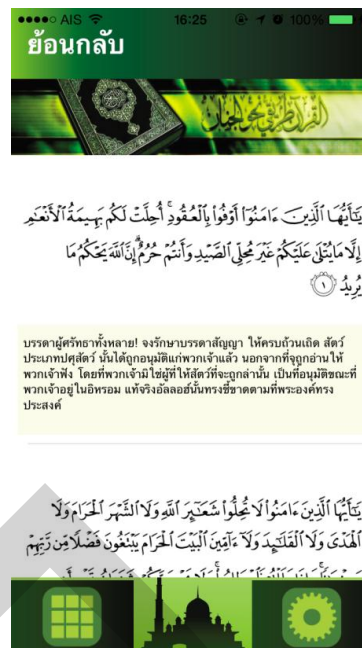 AIS 16:25 100%
ย้อนกลับ
يَـٰٓأَيُّهَا ٱلَّذِينَ ءَامَنُوٓا۟ أَوْفُوا۟ بِٱلْعُقُودِ ۚ أُحِلَّتْ لَكُم بَهِيمَةُ ٱلْأَنْعَـٰمِ
إِلَّا مَا يُتْلَىٰ عَلَيْكُمْ غَيْرَ مُحِلِّى ٱلصَّيْدِ وَأَنتُمْ حُرُمٌ ۗ إِنَّ ٱللَّهَ يَحْكُمُ مَا
يُرِيدُ ١
บรรดาผู้ศรัทธาทั้งหลาย! จงรักษาบรรดาสัญญา ให้ครบถ้วนเถิด สัตว์
ประเภทปศุสัตว์ นั้นได้ถูกอนุมัติแก่พวกเจ้าแล้ว นอกจากที่จุถูกอ่านให้
พวกเจ้าฟัง โดยที่พวกเจ้ามิใช่ผู้ที่ให้สัตว์ที่จะถูกล่านั้น เป็นที่อนุมัติขณะที่
พวกเจ้าอยู่ในอิหรอม แท้จริงอัลลอฮ์นั้นทรงชี้ขาดตามที่พระองค์ทรง
ประสงค์
يَـٰٓأَيُّهَا ٱلَّذِينَ ءَامَنُوا۟ لَا تُحِلُّوا۟ شَعَـٰٓئِرَ ٱللَّهِ وَلَا ٱلشَّهْرَ ٱلْحَرَامَ وَلَا
ٱلْهَدْىَ وَلَا ٱلْقَلَـٰٓئِدَ وَلَآ ءَآمِّينَ ٱلْبَيْتَ ٱلْحَرَامَ يَبْتَغُونَ فَضْلًا مِّن رَّبِّهِمْ